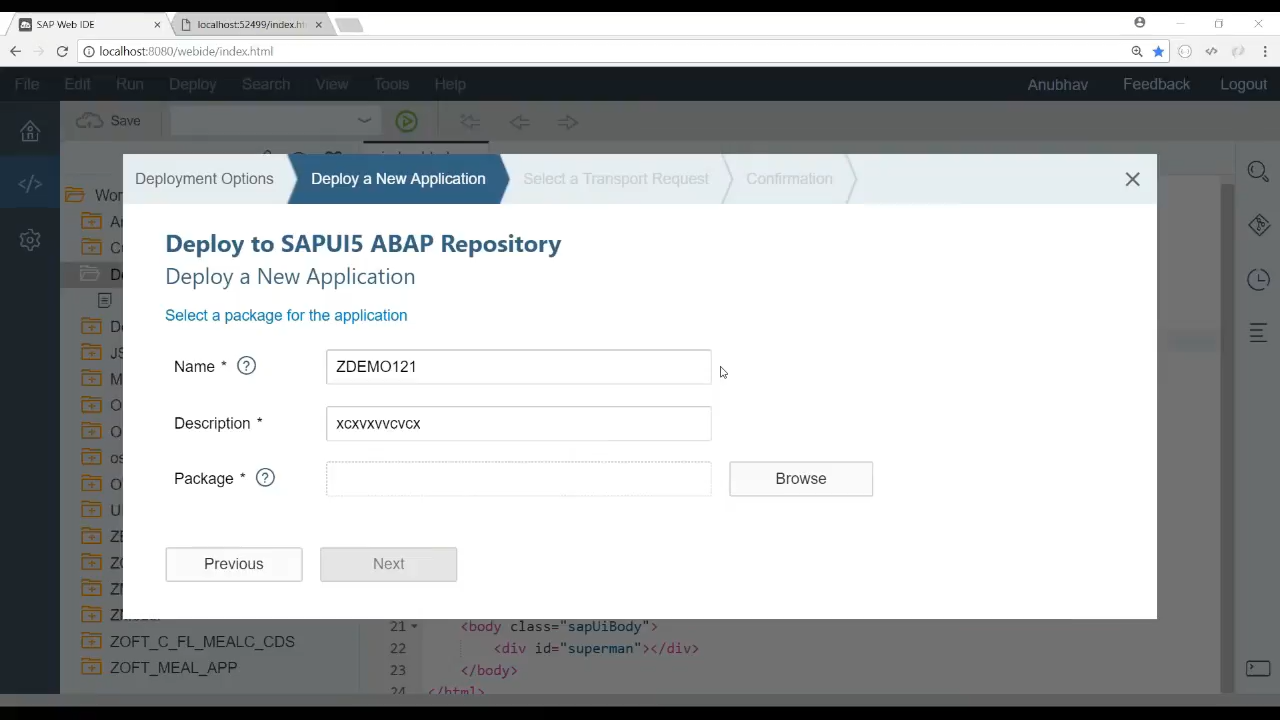 SAP Web IDE
localhost:52499/index.ht
localhost:8080/webide/index.html
File Edit Run Deploy Search View Tools Help
Anubhav Feedback Logout
Save
Deployment Options
Deploy a New Application
Select a Transport Request
Confirmation
Deploy to SAPUI5 ABAP Repository
Deploy a New Application
Select a package for the application
Name * ?
ZDEMO121
Description *
xcxvxvvcvcx
Package * ?
Browse
Previous
Next
ZOFT_C_FL_MEALC_CDS
ZOFT_MEAL_APP
21 <body class="sapUiBody">
22 <div id="superman"></div>
23 </body>
24 </html>